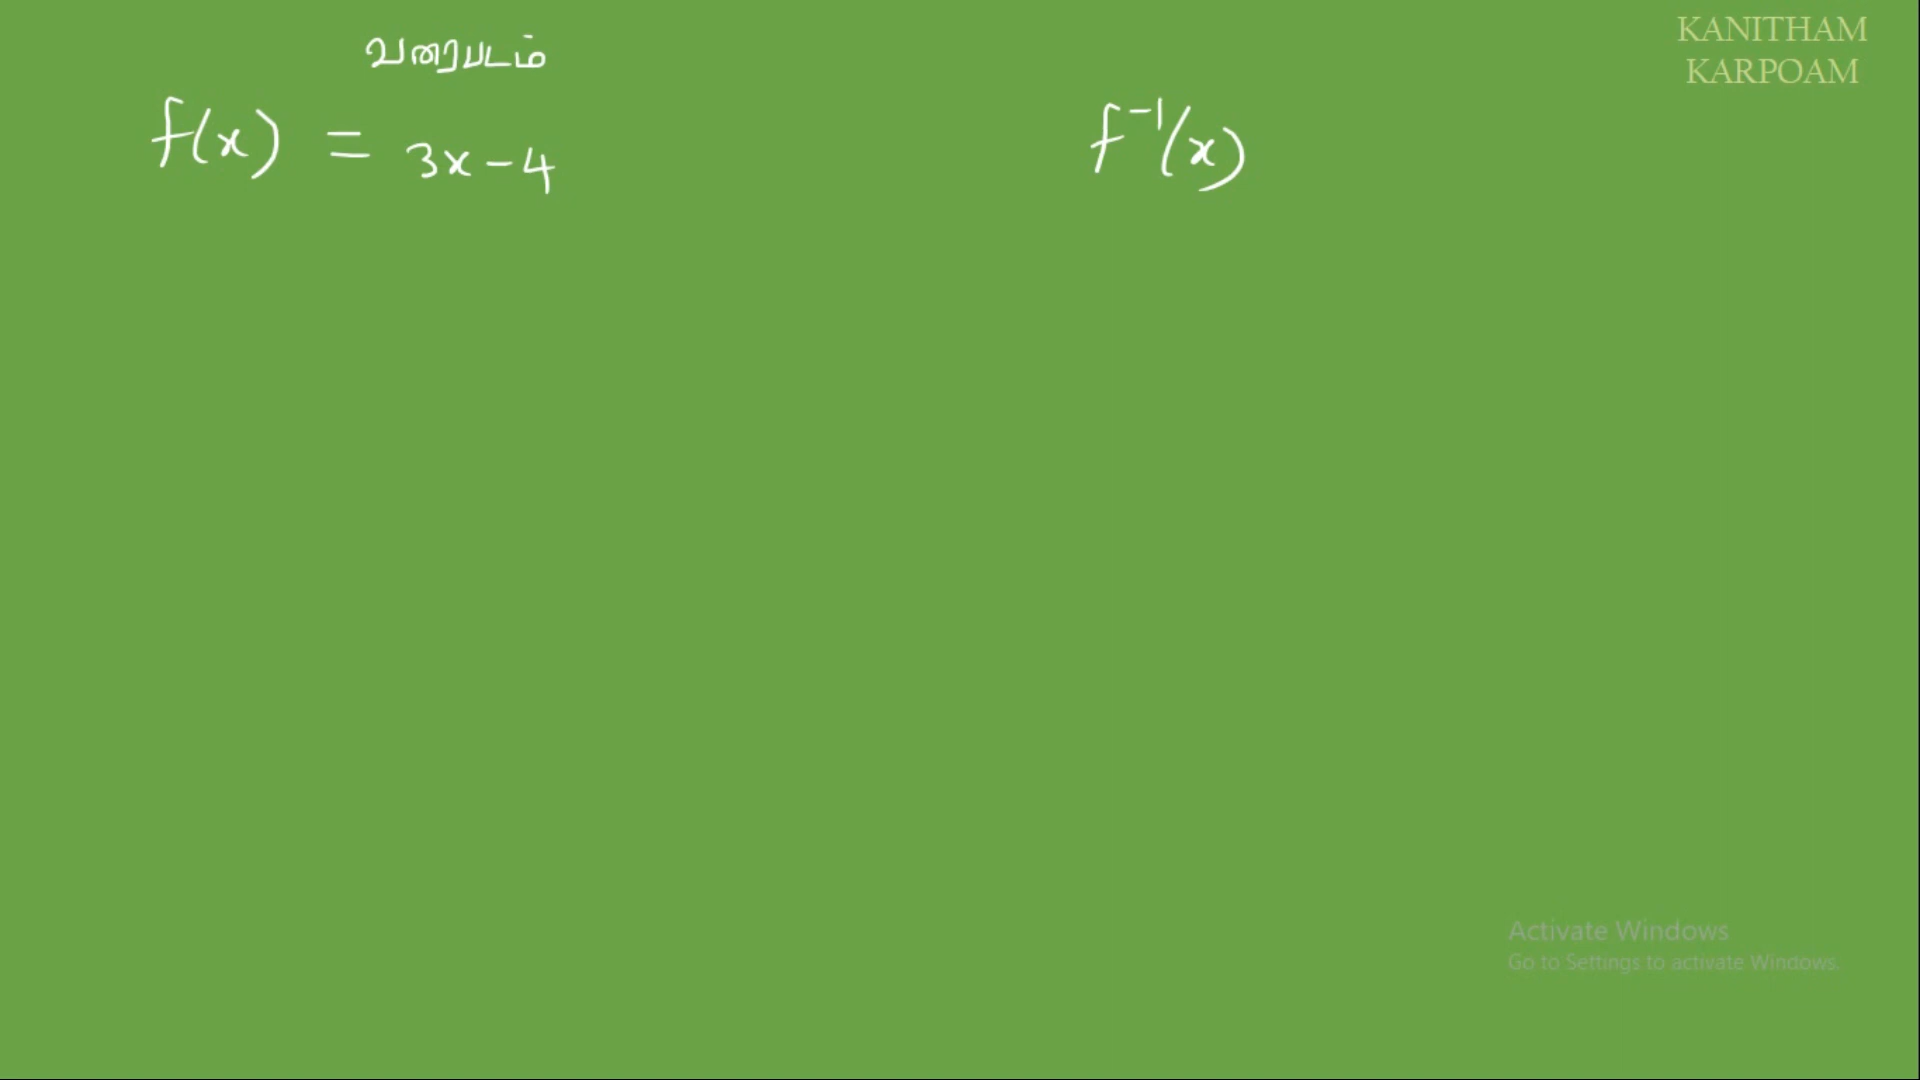 வரைபடம்
f(x) = 3x-4
f⁻¹(x)
KANITHAM
KARPOAM
Activate Windows
Go to Settings to activate Windows.